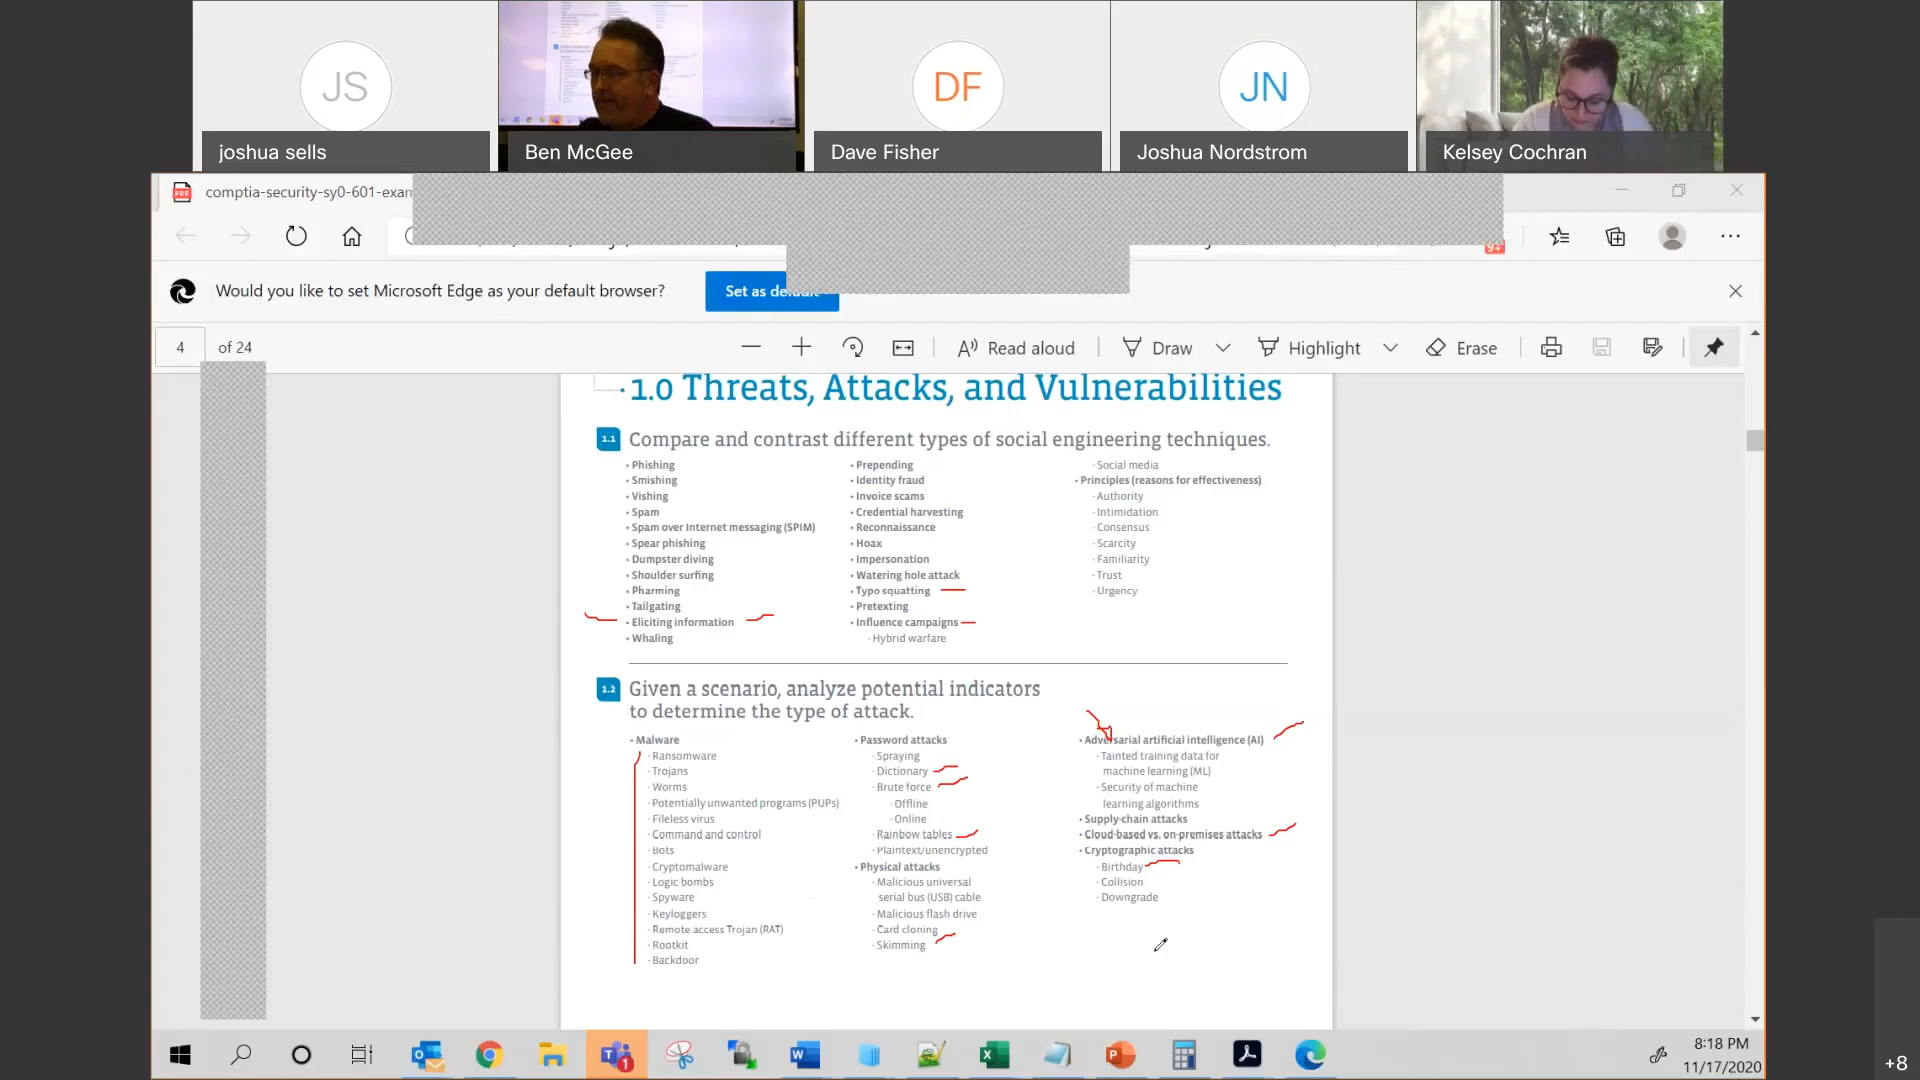 JS
DF
JN
joshua sells
Ben McGee
Dave Fisher
Joshua Nordstrom
Kelsey Cochran
PDF comptia-security-sy0-601-exam
9+
Would you like to set Microsoft Edge as your default browser?
Set as default
4 of 24
Read aloud
Draw
Highlight
Erase
1.0 Threats, Attacks, and Vulnerabilities
1.1 Compare and contrast different types of social engineering techniques.
• Phishing
• Smishing
• Vishing
• Spam
• Spam over Internet messaging (SPIM)
• Spear phishing
• Dumpster diving
• Shoulder surfing
• Pharming
• Tailgating
• Eliciting information
• Whaling
• Prepending
• Identity fraud
• Invoice scams
• Credential harvesting
• Reconnaissance
• Hoax
• Impersonation
• Watering hole attack
• Typo squatting
• Pretexting
• Influence campaigns
- Hybrid warfare
- Social media
• Principles (reasons for effectiveness)
- Authority
- Intimidation
- Consensus
- Scarcity
- Familiarity
- Trust
- Urgency
1.2 Given a scenario, analyze potential indicators
to determine the type of attack.
• Malware
- Ransomware
- Trojans
- Worms
- Potentially unwanted programs (PUPs)
- Fileless virus
- Command and control
- Bots
- Cryptomalware
- Logic bombs
- Spyware
- Keyloggers
- Remote access Trojan (RAT)
- Rootkit
- Backdoor
• Password attacks
- Spraying
- Dictionary
- Brute force
- Offline
- Online
- Rainbow tables
- Plaintext/unencrypted
• Physical attacks
- Malicious universal
serial bus (USB) cable
- Malicious flash drive
- Card cloning
- Skimming
• Adversarial artificial intelligence (AI)
- Tainted training data for
machine learning (ML)
- Security of machine
learning algorithms
• Supply-chain attacks
• Cloud-based vs. on-premises attacks
• Cryptographic attacks
- Birthday
- Collision
- Downgrade
8:18 PM
11/17/2020
+8